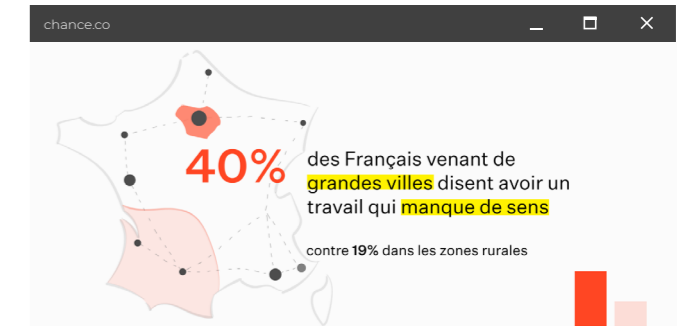 chance.co
40%
des Français venant de
grandes villes disent avoir un
travail qui manque de sens
contre 19% dans les zones rurales